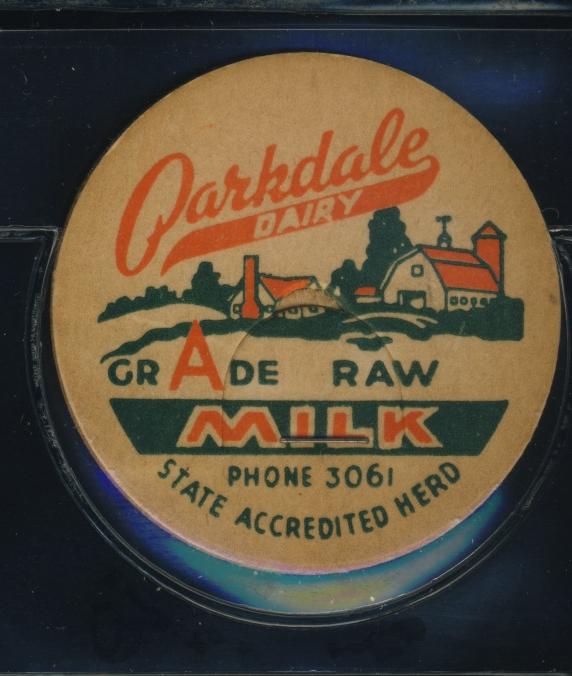 Parkdale
DAIRY
GRADE RAW
MILK
PHONE 3061
STATE ACCREDITED HERD